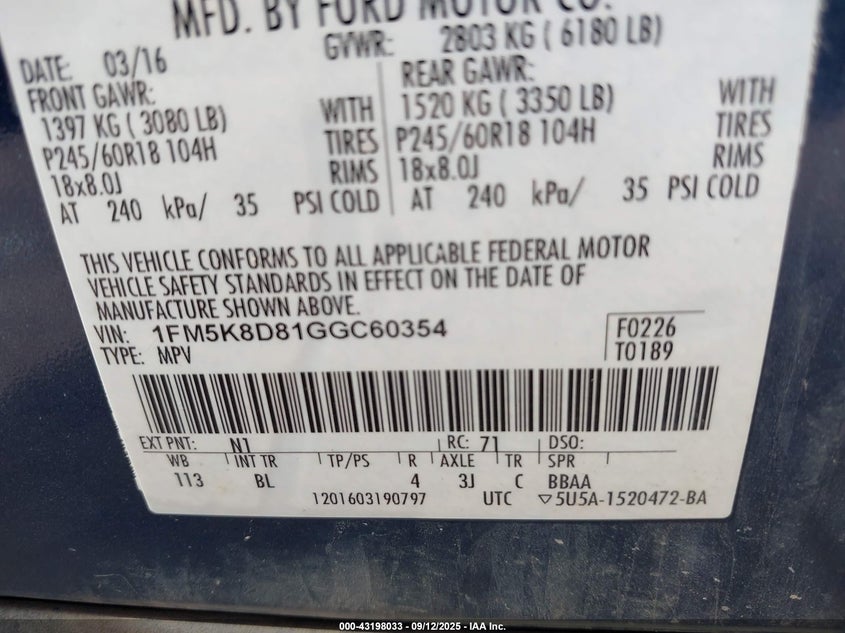 MFD. BY FORD MOTOR CO.
DATE: 03/16 GVWR: 2803 KG ( 6180 LB)
FRONT GAWR: REAR GAWR:
1397 KG ( 3080 LB) WITH 1520 KG ( 3350 LB) WITH
P245/60R18 104H TIRES P245/60R18 104H TIRES
18x8.0J RIMS 18x8.0J RIMS
AT 240 kPa/ 35 PSI COLD AT 240 kPa/ 35 PSI COLD
THIS VEHICLE CONFORMS TO ALL APPLICABLE FEDERAL MOTOR
VEHICLE SAFETY STANDARDS IN EFFECT ON THE DATE OF
MANUFACTURE SHOWN ABOVE.
VIN: 1FM5K8D81GGC60354 F0226
TYPE: MPV T0189
EXT PNT: N1 RC: 71 DSO:
WB INT TR TP/PS R AXLE TR SPR
113 BL 4 3J C BBAA
1201603190797 UTC ▽5U5A-1520472-BA
000-43198033 - 09/12/2025 - IAA Inc.